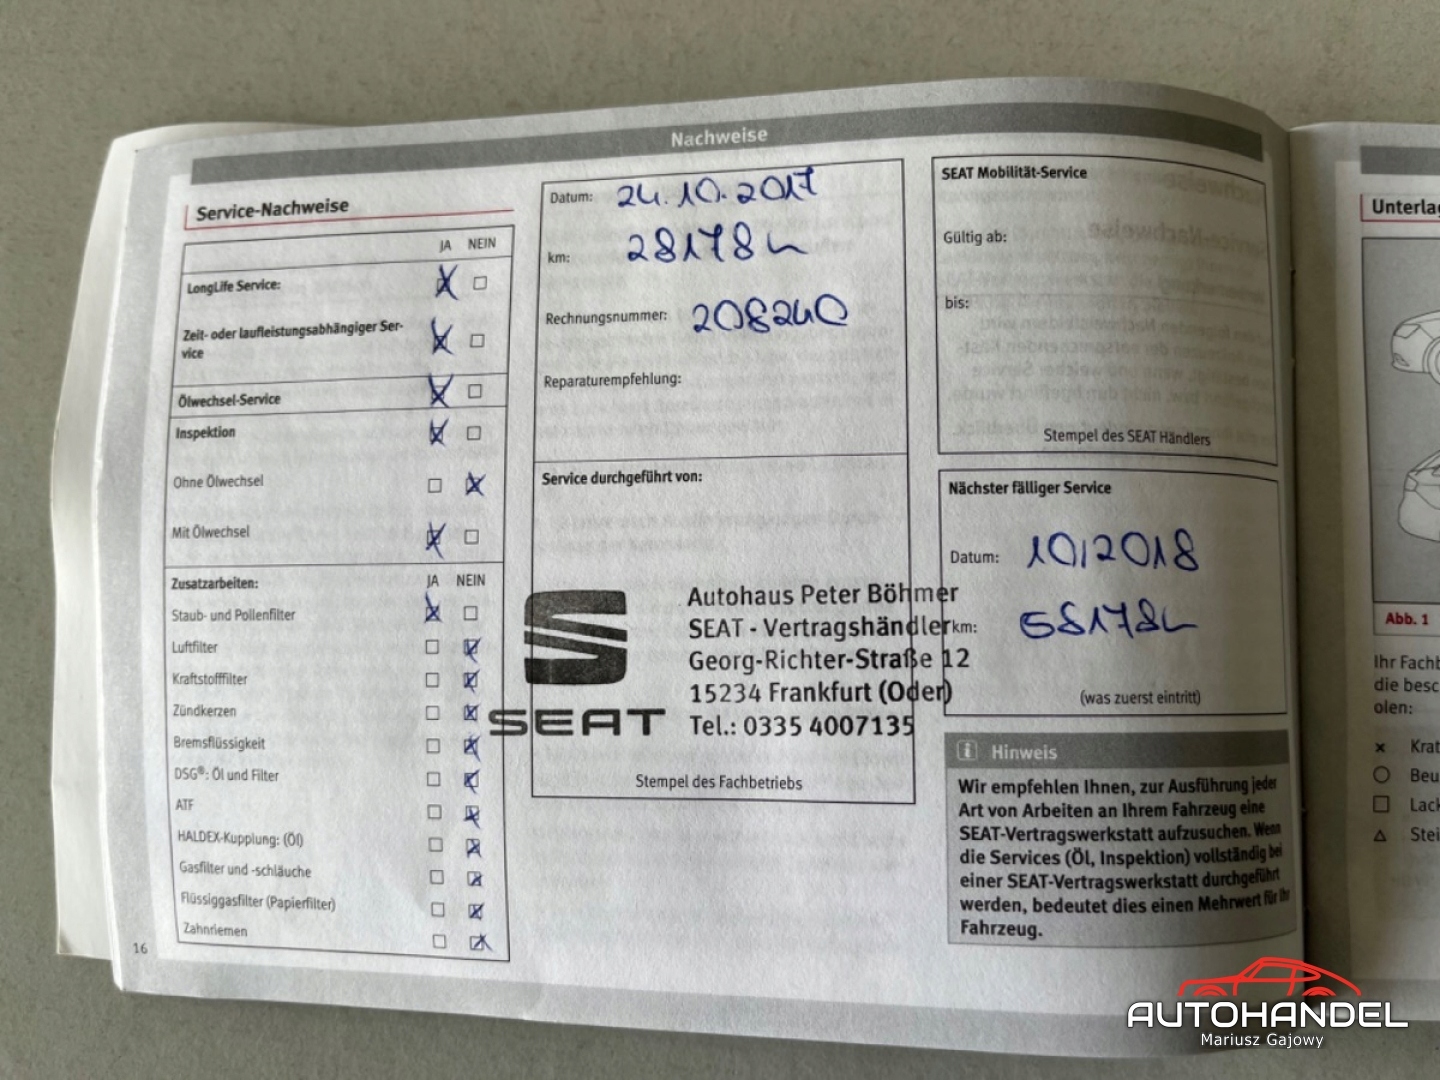 Nachweise
Service-Nachweise
JA NEIN
LongLife Service:
Zeit- oder laufleistungsabhängiger Ser-
vice
Ölwechsel-Service
Inspektion
Ohne Ölwechsel
Mit Ölwechsel
Zusatzarbeiten: JA NEIN
Staub- und Pollenfilter
Luftfilter
Kraftstofffilter
Zündkerzen
Bremsflüssigkeit
DSG®: Öl und Filter
ATF
HALDEX-Kupplung: (Öl)
Gasfilter und -schläuche
Flüssiggasfilter (Papierfilter)
Zahnriemen
16
Datum: 24.10.2017
km: 28178
Rechnungsnummer: 208240
Reparaturempfehlung:
Service durchgeführt von:
SEAT
Autohaus Peter Böhmer
SEAT - Vertragshändler
Georg-Richter-Straße 12
15234 Frankfurt (Oder)
Tel.: 0335 4007135
Stempel des Fachbetriebs
SEAT Mobilität-Service
Gültig ab:
bis:
Stempel des SEAT Händlers
Nächster fälliger Service
Datum: 10/2018
km: 58178
(was zuerst eintritt)
i Hinweis
Wir empfehlen Ihnen, zur Ausführung jeder
Art von Arbeiten an Ihrem Fahrzeug eine
SEAT-Vertragswerkstatt aufzusuchen. Wenn
die Services (Öl, Inspektion) vollständig bei
einer SEAT-Vertragswerkstatt durchgeführt
werden, bedeutet dies einen Mehrwert für Ihr
Fahrzeug.
Unterlag
Abb. 1
Ihr Fachb
die besc
olen:
Krat
Beu
Lack
Stei
AUTOHANDEL
Mariusz Gajowy